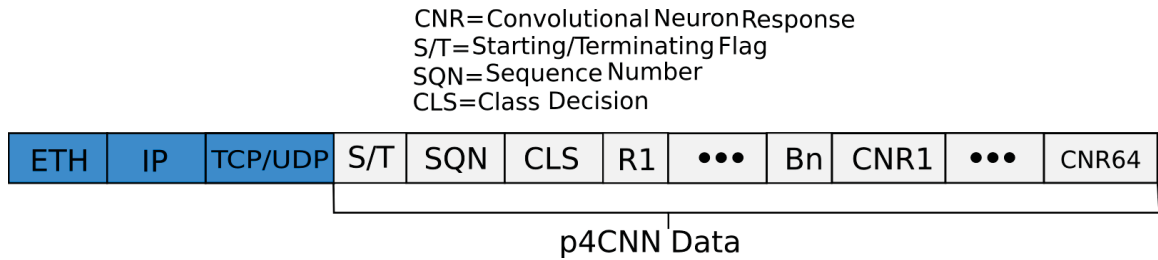 CNR=Convolutional Neuron Response
S/T=Starting/Terminating Flag
SQN=Sequence Number
CLS=Class Decision
ETH IP TCP/UDP S/T SQN CLS R1 ••• Bn CNR1 ••• CNR64
p4CNN Data